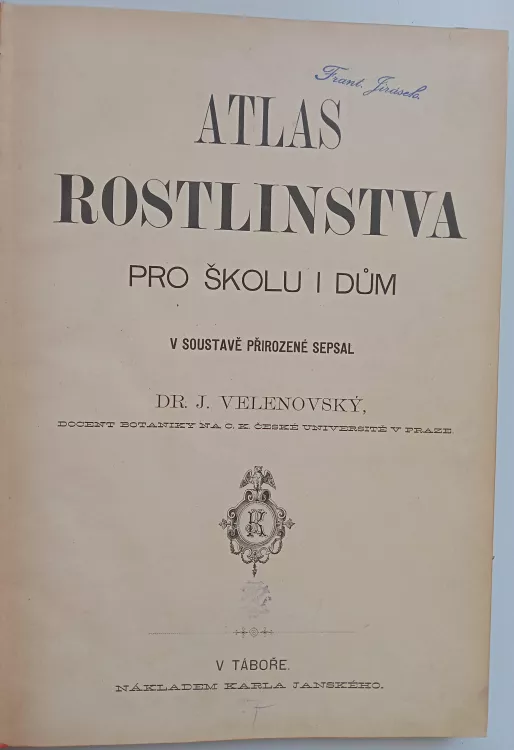 Frant. Jirásek.
ATLAS
ROSTLINSTVA
PRO ŠKOLU I DŮM
V SOUSTAVĚ PŘIROZENÉ SEPSAL
DR. J. VELENOVSKÝ,
DOCENT BOTANIKY NA C. K. ČESKÉ UNIVERSITĚ V PRAZE.
V TÁBOŘE.
NÁKLADEM KARLA JANSKÉHO.